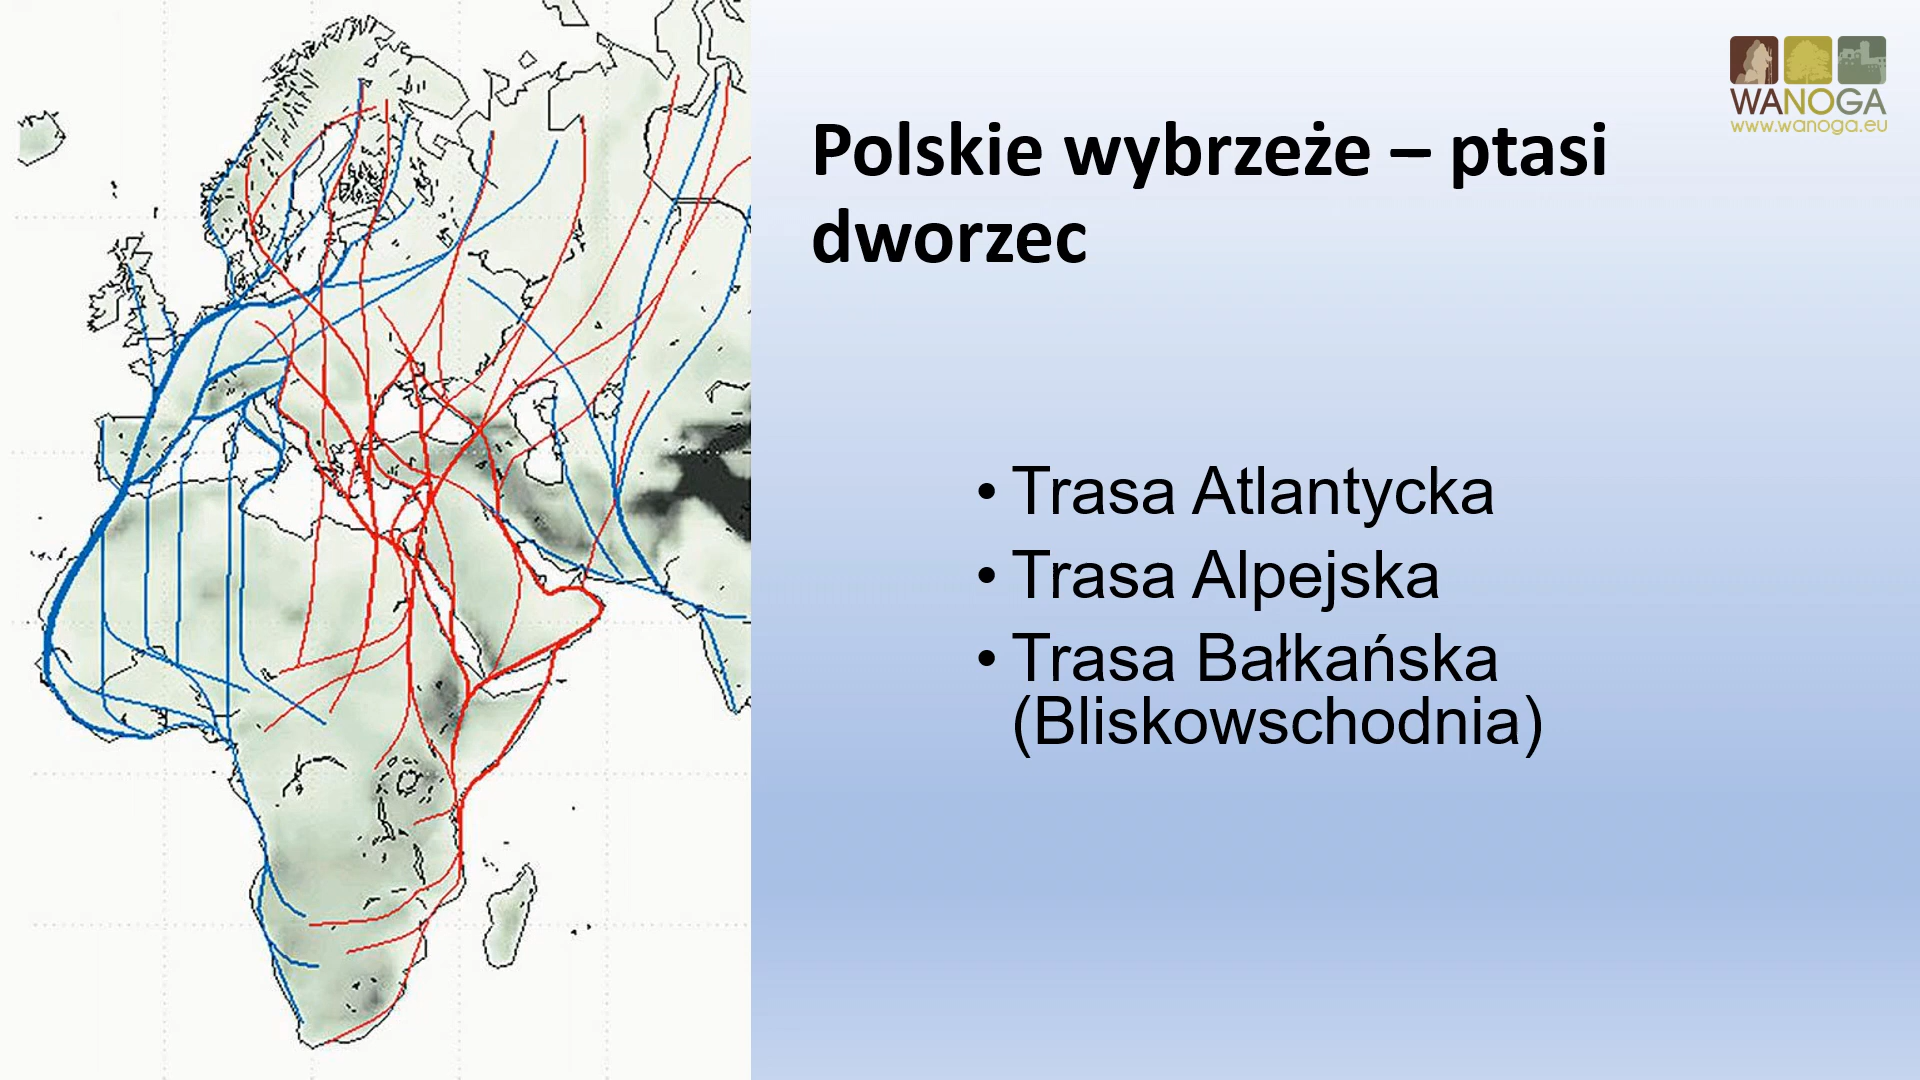 WANOGA
www.wanoga.eu
Polskie wybrzeże – ptasi
dworzec
• Trasa Atlantycka
• Trasa Alpejska
• Trasa Bałkańska
(Bliskowschodnia)